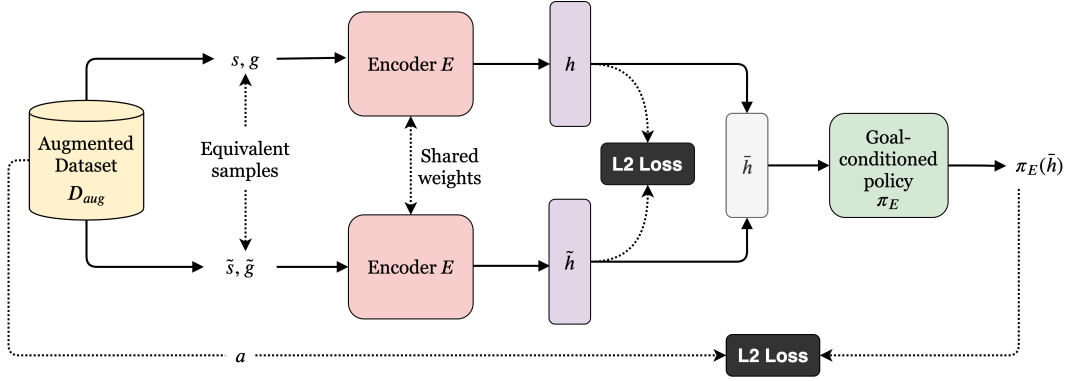 s, g
Encoder E
h
Augmented
Dataset
D_aug
Equivalent
samples
Shared
weights
L2 Loss
h̄
Goal-
conditioned
policy
π_E
π_E(h̄)
s̃, g̃
Encoder E
h̃
a
L2 Loss